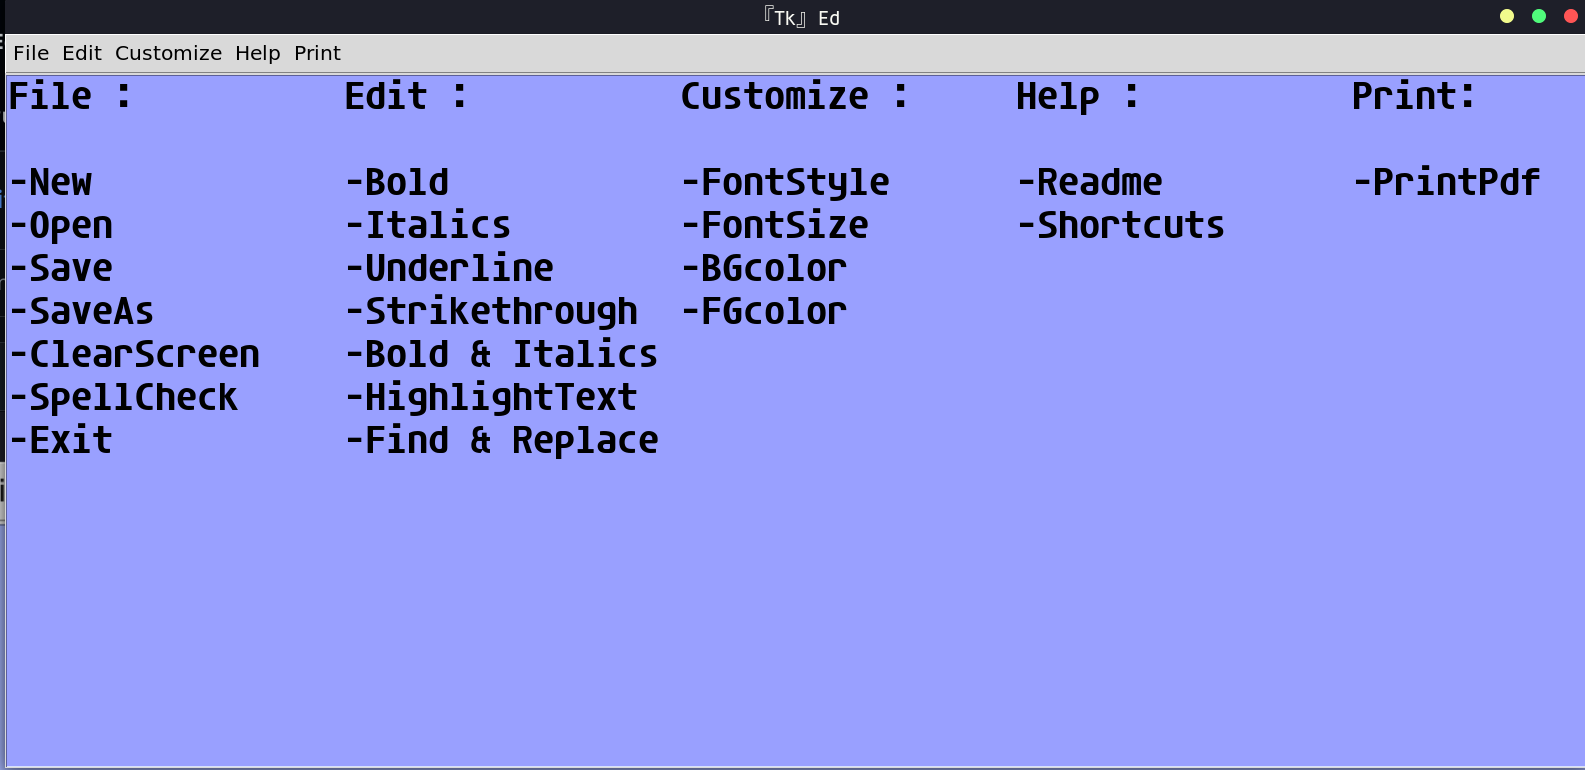 『Tk』 Ed
File Edit Customize Help Print
File : Edit : Customize : Help : Print:
-New -Bold -FontStyle -Readme -PrintPdf
-Open -Italics -FontSize -Shortcuts
-Save -Underline -BGcolor
-SaveAs -Strikethrough -FGcolor
-ClearScreen -Bold & Italics
-SpellCheck -HighlightText
-Exit -Find & Replace